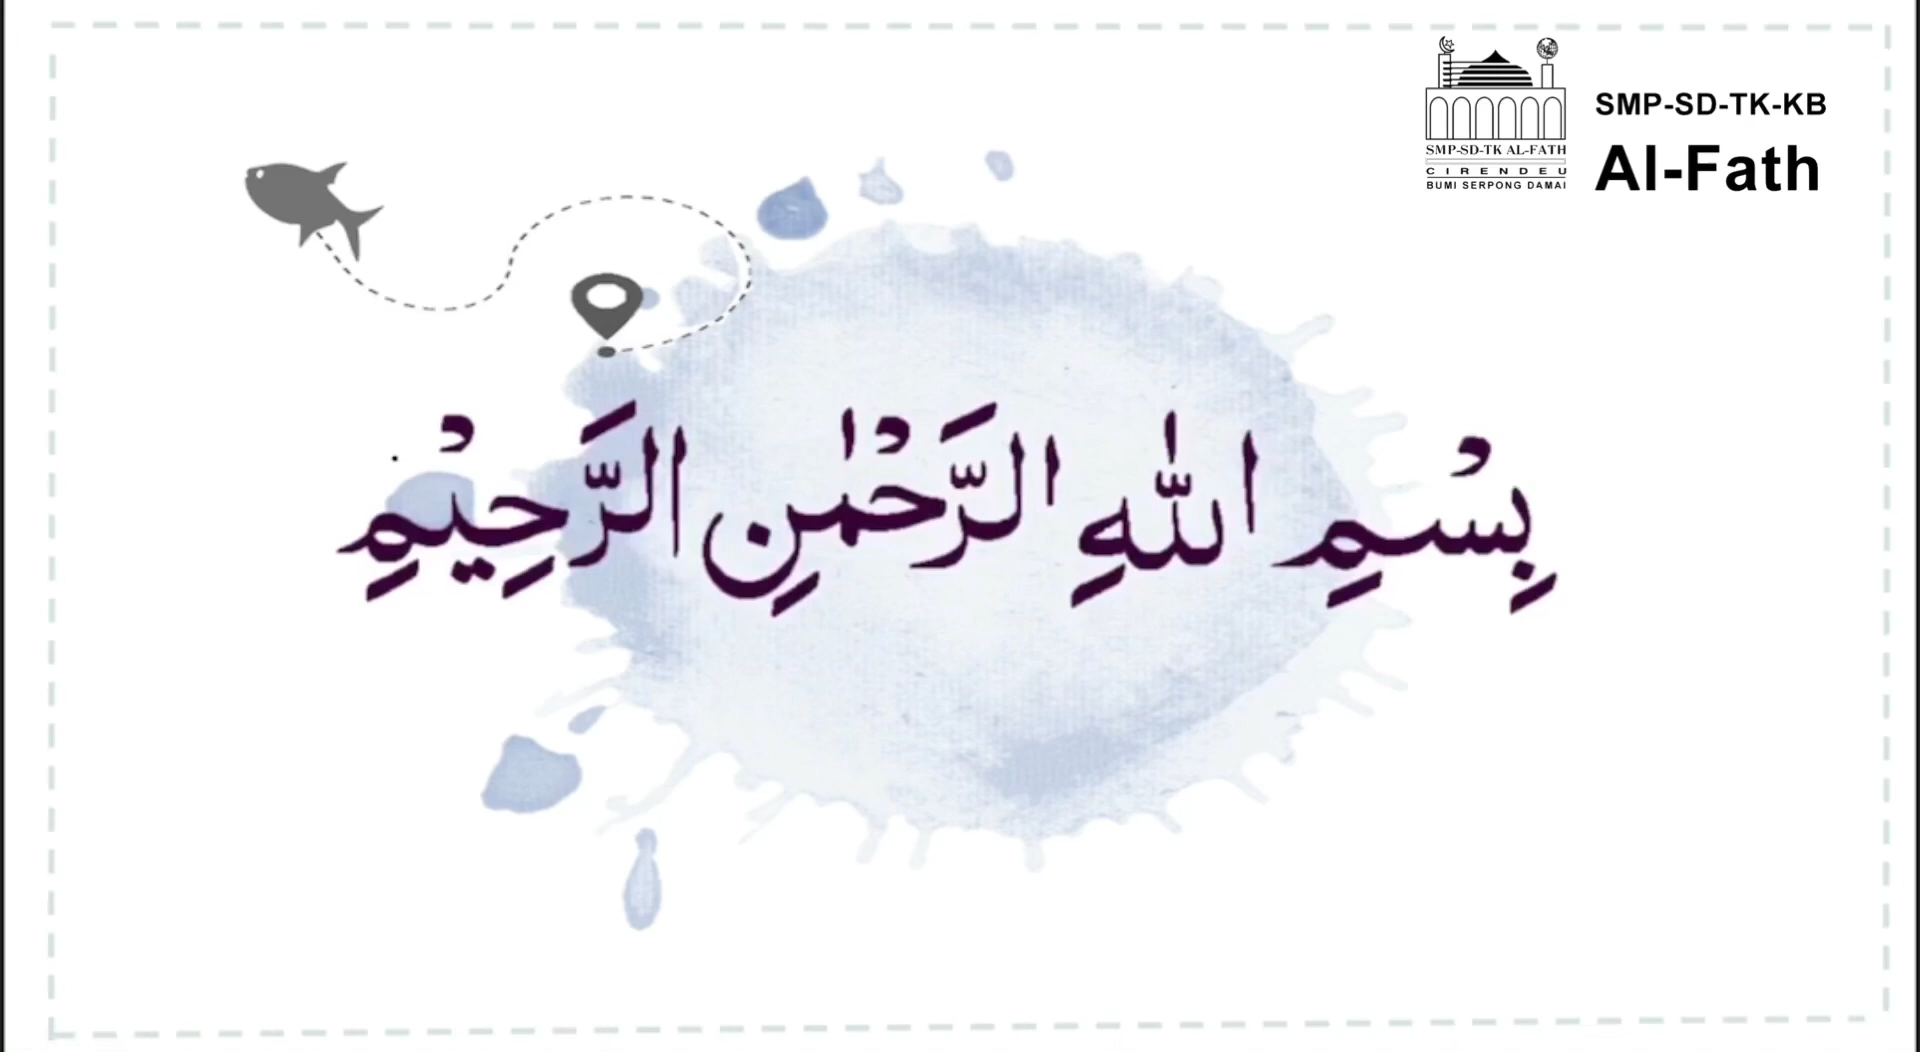 SMP-SD-TK-KB
Al-Fath
SMP-SD-TK AL-FATH
CIRENDEU
BUMI SERPONG DAMAI
بِسْمِ اللّٰهِ الرَّحْمٰنِ الرَّحِيْمِ